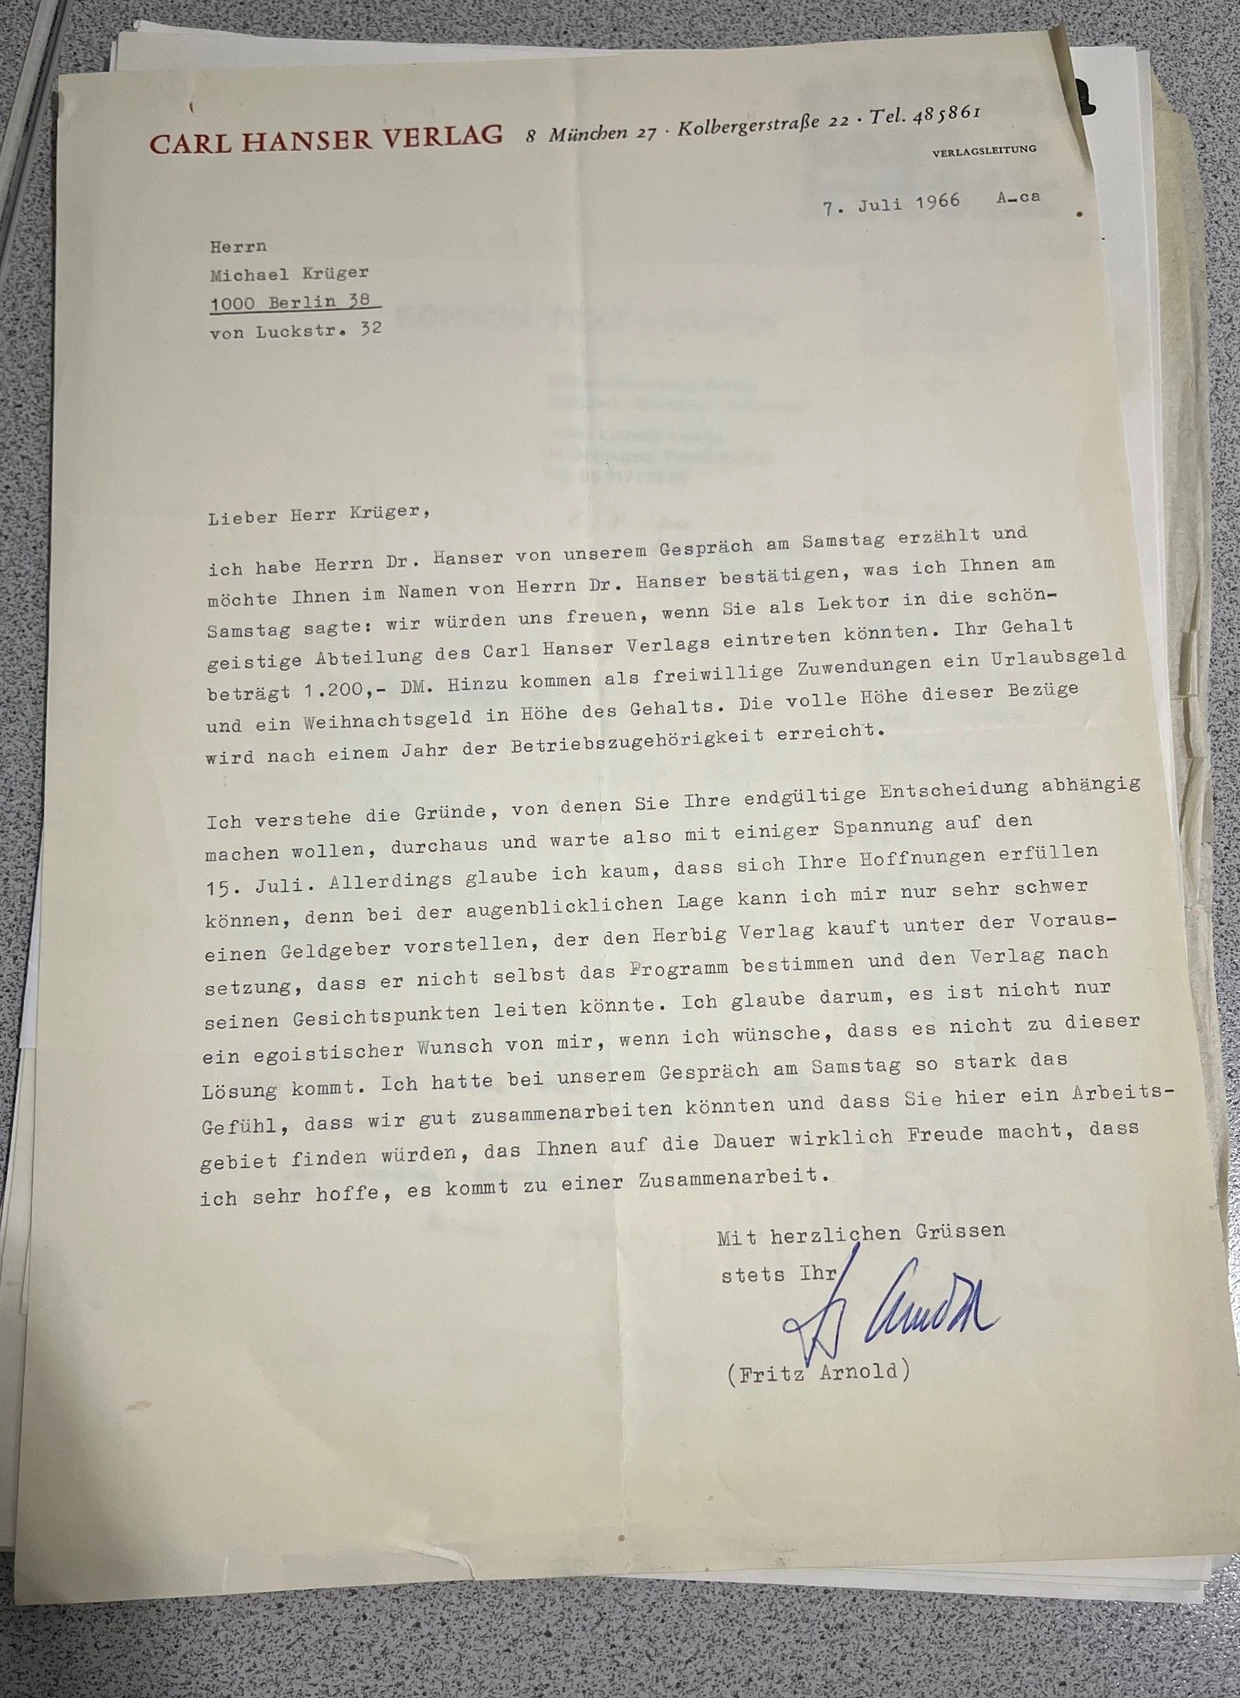 CARL HANSER VERLAG 8 München 27 · Kolbergerstraße 22 · Tel. 485861
VERLAGSLEITUNG
7. Juli 1966 A-ca
Herrn
Michael Krüger
1000 Berlin 38
von Luckstr. 32
Lieber Herr Krüger,
ich habe Herrn Dr. Hanser von unserem Gespräch am Samstag erzählt und
möchte Ihnen im Namen von Herrn Dr. Hanser bestätigen, was ich Ihnen am
Samstag sagte: wir würden uns freuen, wenn Sie als Lektor in die schön-
geistige Abteilung des Carl Hanser Verlags eintreten könnten. Ihr Gehalt
beträgt 1.200,- DM. Hinzu kommen als freiwillige Zuwendungen ein Urlaubsgeld
und ein Weihnachtsgeld in Höhe des Gehalts. Die volle Höhe dieser Bezüge
wird nach einem Jahr der Betriebszugehörigkeit erreicht.
Ich verstehe die Gründe, von denen Sie Ihre endgültige Entscheidung abhängig
machen wollen, durchaus und warte also mit einiger Spannung auf den
15. Juli. Allerdings glaube ich kaum, dass sich Ihre Hoffnungen erfüllen
können, denn bei der augenblicklichen Lage kann ich mir nur sehr schwer
einen Geldgeber vorstellen, der den Herbig Verlag kauft unter der Voraus-
setzung, dass er nicht selbst das Programm bestimmen und den Verlag nach
seinen Gesichtspunkten leiten könnte. Ich glaube darum, es ist nicht nur
ein egoistischer Wunsch von mir, wenn ich wünsche, dass es nicht zu dieser
Lösung kommt. Ich hatte bei unserem Gespräch am Samstag so stark das
Gefühl, dass wir gut zusammenarbeiten könnten und dass Sie hier ein Arbeits-
gebiet finden würden, das Ihnen auf die Dauer wirklich Freude macht, dass
ich sehr hoffe, es kommt zu einer Zusammenarbeit.
Mit herzlichen Grüssen
stets Ihr
Arnold
(Fritz Arnold)